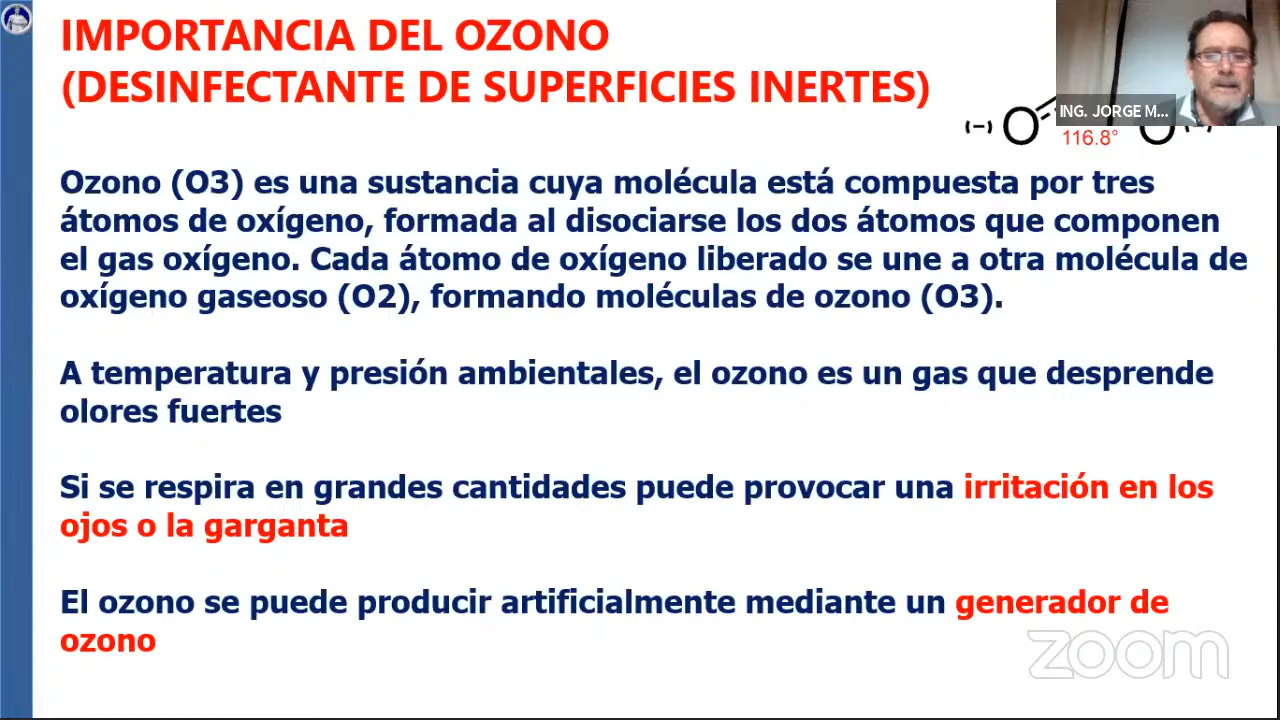 IMPORTANCIA DEL OZONO
(DESINFECTANTE DE SUPERFICIES INERTES)
ING. JORGE M...
(−) O O (−)
116.8°
Ozono (O3) es una sustancia cuya molécula está compuesta por tres
átomos de oxígeno, formada al disociarse los dos átomos que componen
el gas oxígeno. Cada átomo de oxígeno liberado se une a otra molécula de
oxígeno gaseoso (O2), formando moléculas de ozono (O3).
A temperatura y presión ambientales, el ozono es un gas que desprende
olores fuertes
Si se respira en grandes cantidades puede provocar una irritación en los
ojos o la garganta
El ozono se puede producir artificialmente mediante un generador de
ozono
zoom